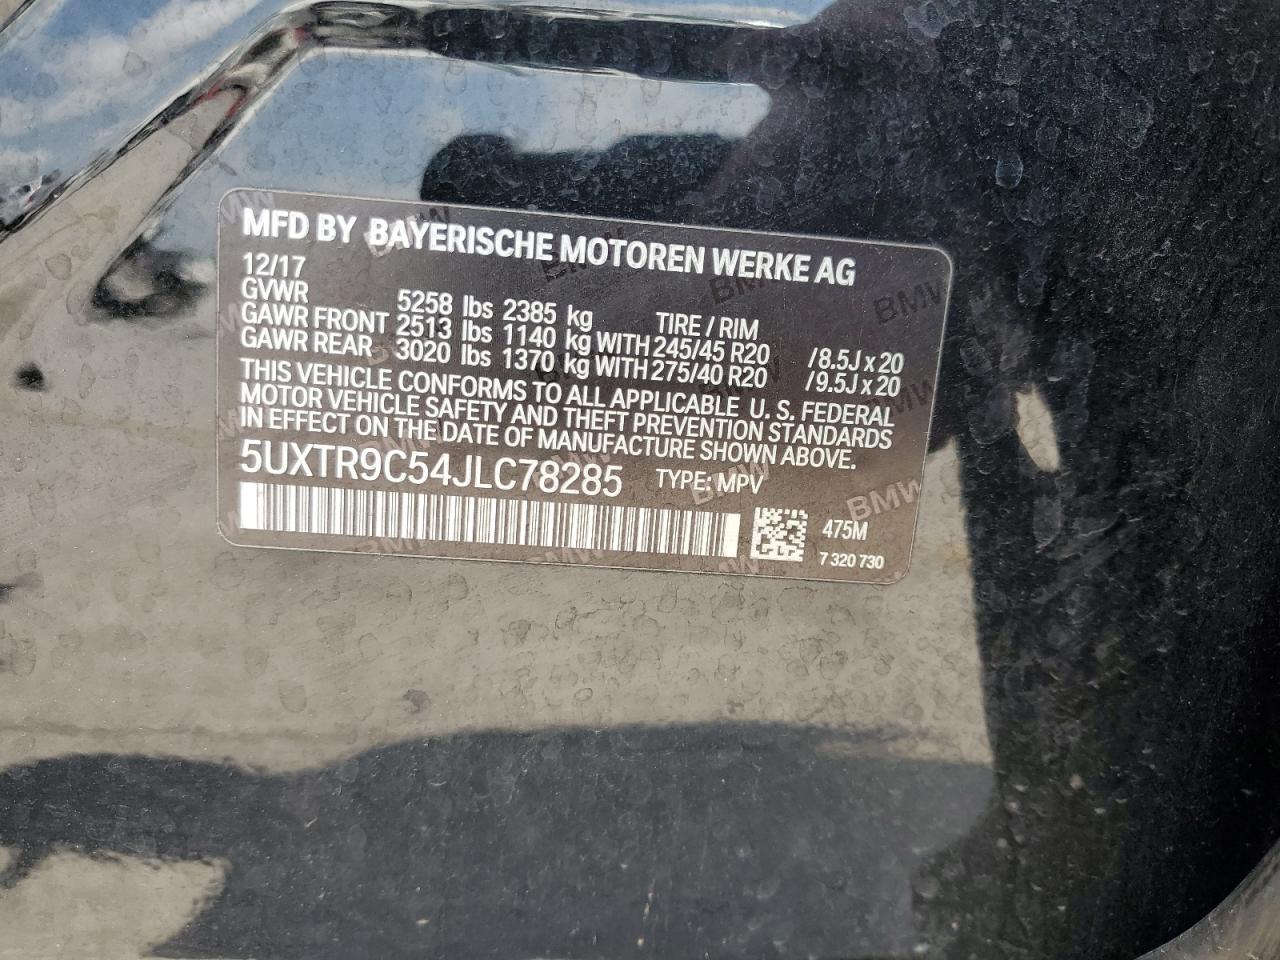 MFD BY BAYERISCHE MOTOREN WERKE AG
12/17
GVWR 5258 lbs 2385 kg TIRE / RIM
GAWR FRONT 2513 lbs 1140 kg WITH 245/45 R20 /8.5J x 20
GAWR REAR 3020 lbs 1370 kg WITH 275/40 R20 /9.5J x 20
THIS VEHICLE CONFORMS TO ALL APPLICABLE U. S. FEDERAL
MOTOR VEHICLE SAFETY AND THEFT PREVENTION STANDARDS
IN EFFECT ON THE DATE OF MANUFACTURE SHOWN ABOVE.
5UXTR9C54JLC78285 TYPE: MPV
475M
7 320 730